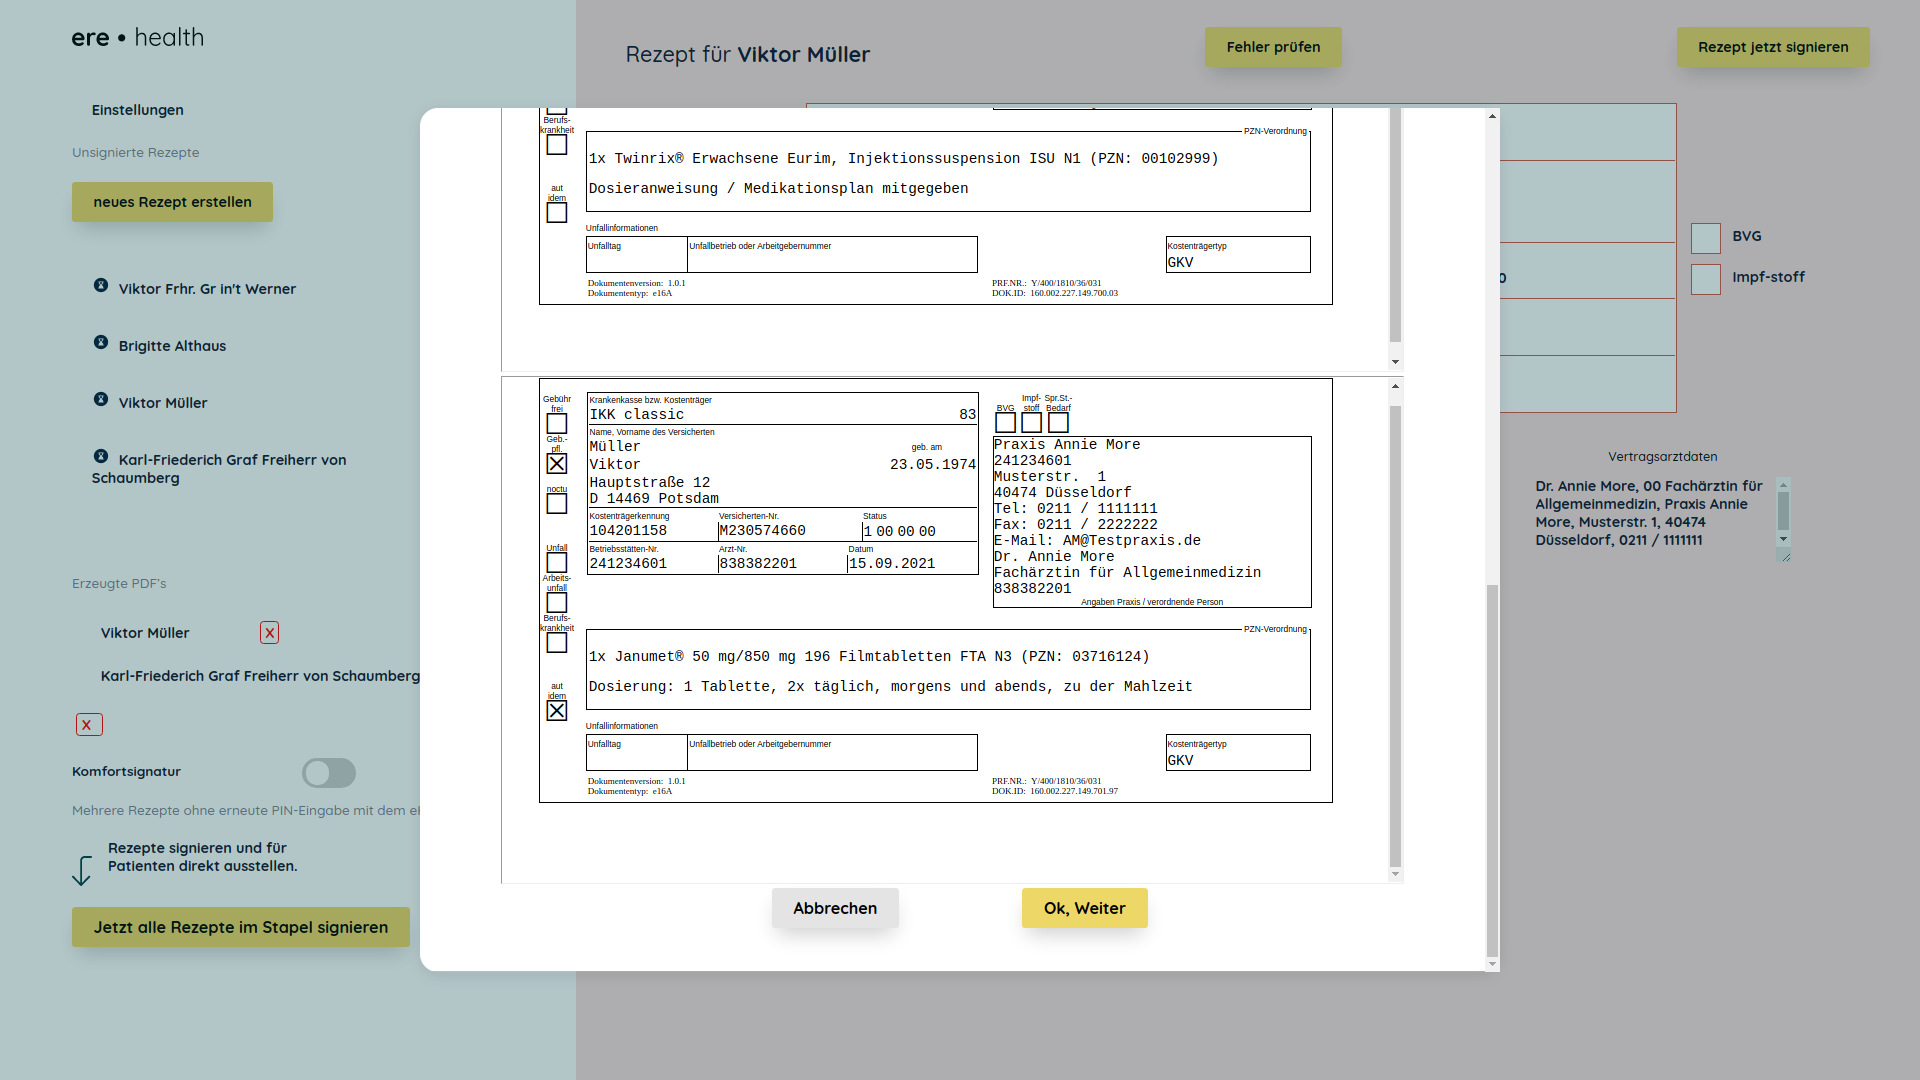 ere • health
Einstellungen
Unsignierte Rezepte
neues Rezept erstellen
Viktor Frhr. Gr in't Werner
Brigitte Althaus
Viktor Müller
Karl-Friederich Graf Freiherr von
Schaumberg
Erzeugte PDF's
Viktor Müller
X
Karl-Friederich Graf Freiherr von Schaumberg
X
Komfortsignatur
Mehrere Rezepte ohne erneute PIN-Eingabe mit dem
Rezepte signieren und für
Patienten direkt ausstellen.
Jetzt alle Rezepte im Stapel signieren
Rezept für Viktor Müller
Fehler prüfen
Rezept jetzt signieren
Berufs-
krankheit
aut
idem
PZN-Verordnung
1x Twinrix® Erwachsene Eurim, Injektionssuspension ISU N1 (PZN: 00102999)
Dosieranweisung / Medikationsplan mitgegeben
Unfallinformationen
Unfalltag
Unfallbetrieb oder Arbeitgebernummer
Kostenträgertyp
GKV
Dokumentenversion: 1.0.1
Dokumententyp: e16A
PRF.NR.: Y/400/1810/36/031
DOK.ID: 160.002.227.149.700.03
Gebühr
frei
Geb.-
pfl.
noctu
Unfall
Arbeits-
unfall
Berufs-
krankheit
aut
idem
Krankenkasse bzw. Kostenträger
IKK classic 83
Name, Vorname des Versicherten
Müller
geb. am
Viktor 23.05.1974
Hauptstraße 12
D 14469 Potsdam
Kostenträgerkennung Versicherten-Nr. Status
104201158 M230574660 1 00 00 00
Betriebsstätten-Nr. Arzt-Nr. Datum
241234601 838382201 15.09.2021
BVG
Impf-
stoff
Spr.St.-
Bedarf
Praxis Annie More
241234601
Musterstr. 1
40474 Düsseldorf
Tel: 0211 / 1111111
Fax: 0211 / 2222222
E-Mail: AM@Testpraxis.de
Dr. Annie More
Fachärztin für Allgemeinmedizin
838382201
Angaben Praxis / verordnende Person
PZN-Verordnung
1x Janumet® 50 mg/850 mg 196 Filmtabletten FTA N3 (PZN: 03716124)
Dosierung: 1 Tablette, 2x täglich, morgens und abends, zu der Mahlzeit
Unfallinformationen
Unfalltag
Unfallbetrieb oder Arbeitgebernummer
Kostenträgertyp
GKV
Dokumentenversion: 1.0.1
Dokumententyp: e16A
PRF.NR.: Y/400/1810/36/031
DOK.ID: 160.002.227.149.701.97
Abbrechen
Ok, Weiter
BVG
Impf-stoff
Vertragsarztdaten
Dr. Annie More, 00 Fachärztin für
Allgemeinmedizin, Praxis Annie
More, Musterstr. 1, 40474
Düsseldorf, 0211 / 1111111